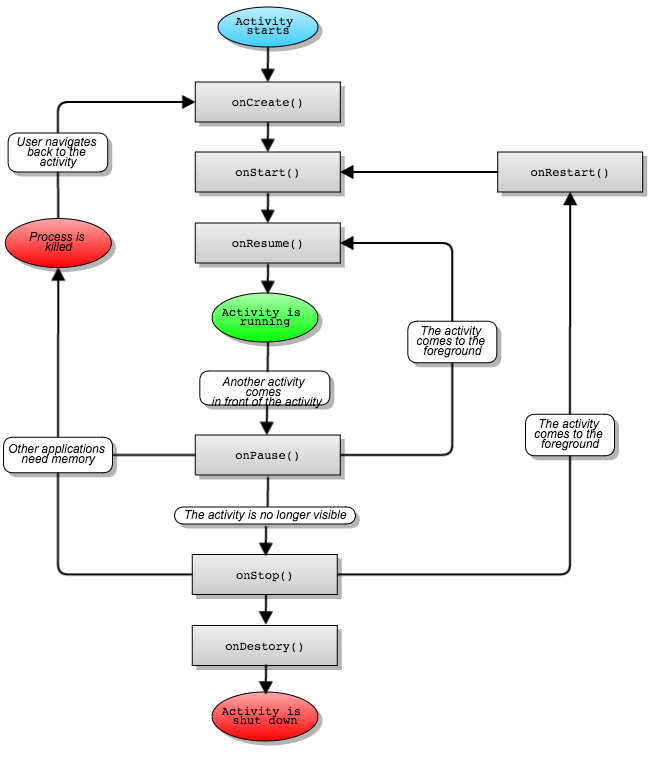 Activity
starts
onCreate()
User navigates
back to the
activity
onStart()
onRestart()
Process is
killed
onResume()
Activity is
running
The activity
comes to the
foreground
Another activity
comes
in front of the activity
The activity
comes to the
foreground
Other applications
need memory
onPause()
The activity is no longer visible
onStop()
onDestory()
Activity is
shut down